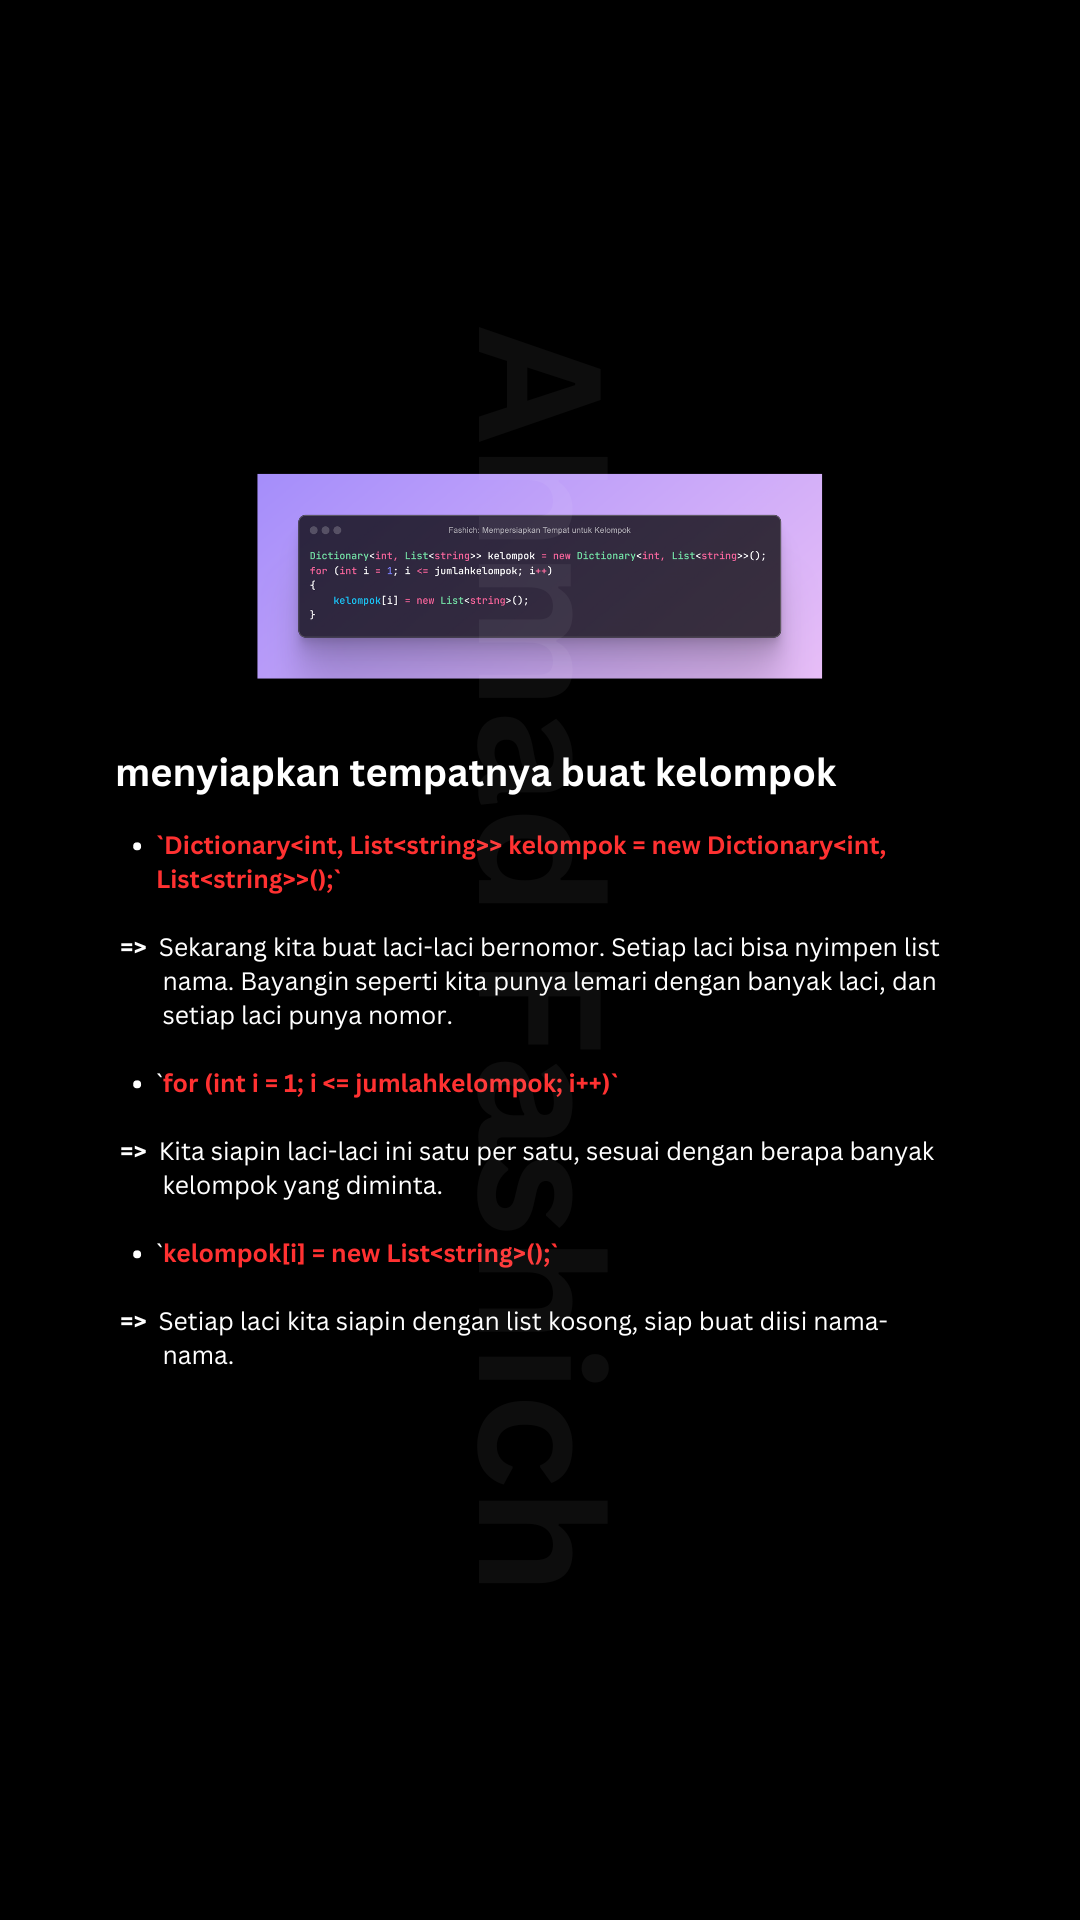 Fashich: Mempersiapkan Tempat untuk Kelompok
Dictionary<int, List<string>> kelompok = new Dictionary<int, List<string>>();
for (int i = 1; i <= jumlahkelompok; i++)
{
    kelompok[i] = new List<string>();
}
menyiapkan tempatnya buat kelompok
• `Dictionary<int, List<string>> kelompok = new Dictionary<int,
List<string>>();`
=> Sekarang kita buat laci-laci bernomor. Setiap laci bisa nyimpen list
nama. Bayangin seperti kita punya lemari dengan banyak laci, dan
setiap laci punya nomor.
• `for (int i = 1; i <= jumlahkelompok; i++)`
=> Kita siapin laci-laci ini satu per satu, sesuai dengan berapa banyak
kelompok yang diminta.
• `kelompok[i] = new List<string>();`
=> Setiap laci kita siapin dengan list kosong, siap buat diisi nama-
nama.
Ahmad Fashich